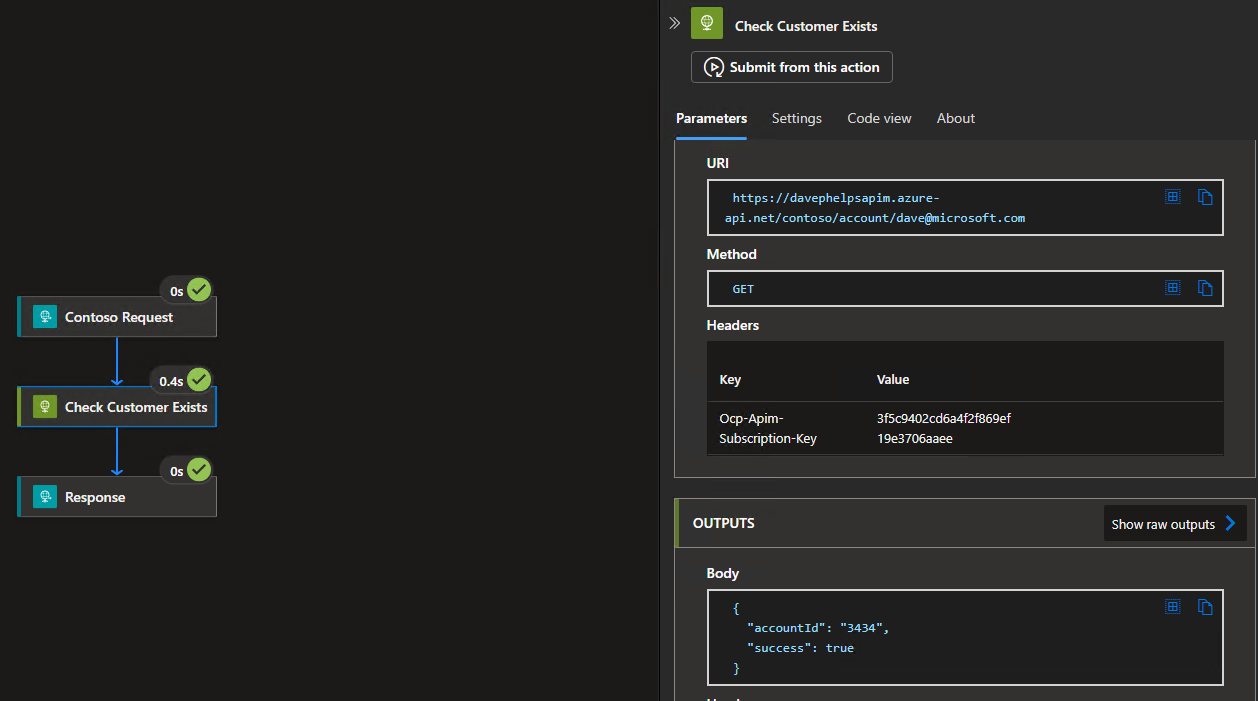 Check Customer Exists
Submit from this action
Parameters Settings Code view About
URI
https://davephelpsapim.azure-
api.net/contoso/account/dave@microsoft.com
Method
GET
Headers
Key Value
Ocp-Apim- 3f5c9402cd6a4f2f869ef
Subscription-Key 19e3706aaee
OUTPUTS
Show raw outputs
Body
{
"accountId": "3434",
"success": true
}
0s
Contoso Request
0.4s
Check Customer Exists
0s
Response